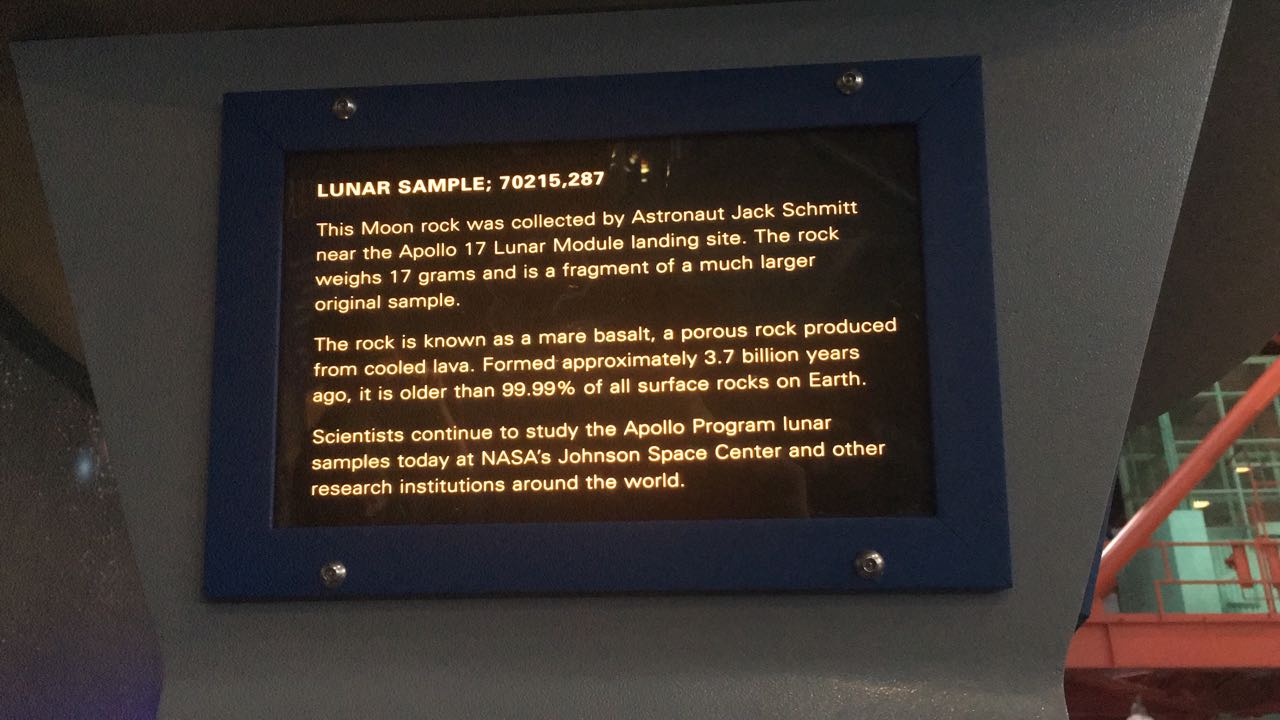 LUNAR SAMPLE; 70215,287
This Moon rock was collected by Astronaut Jack Schmitt
near the Apollo 17 Lunar Module landing site. The rock
weighs 17 grams and is a fragment of a much larger
original sample.
The rock is known as a mare basalt, a porous rock produced
from cooled lava. Formed approximately 3.7 billion years
ago, it is older than 99.99% of all surface rocks on Earth.
Scientists continue to study the Apollo Program lunar
samples today at NASA's Johnson Space Center and other
research institutions around the world.